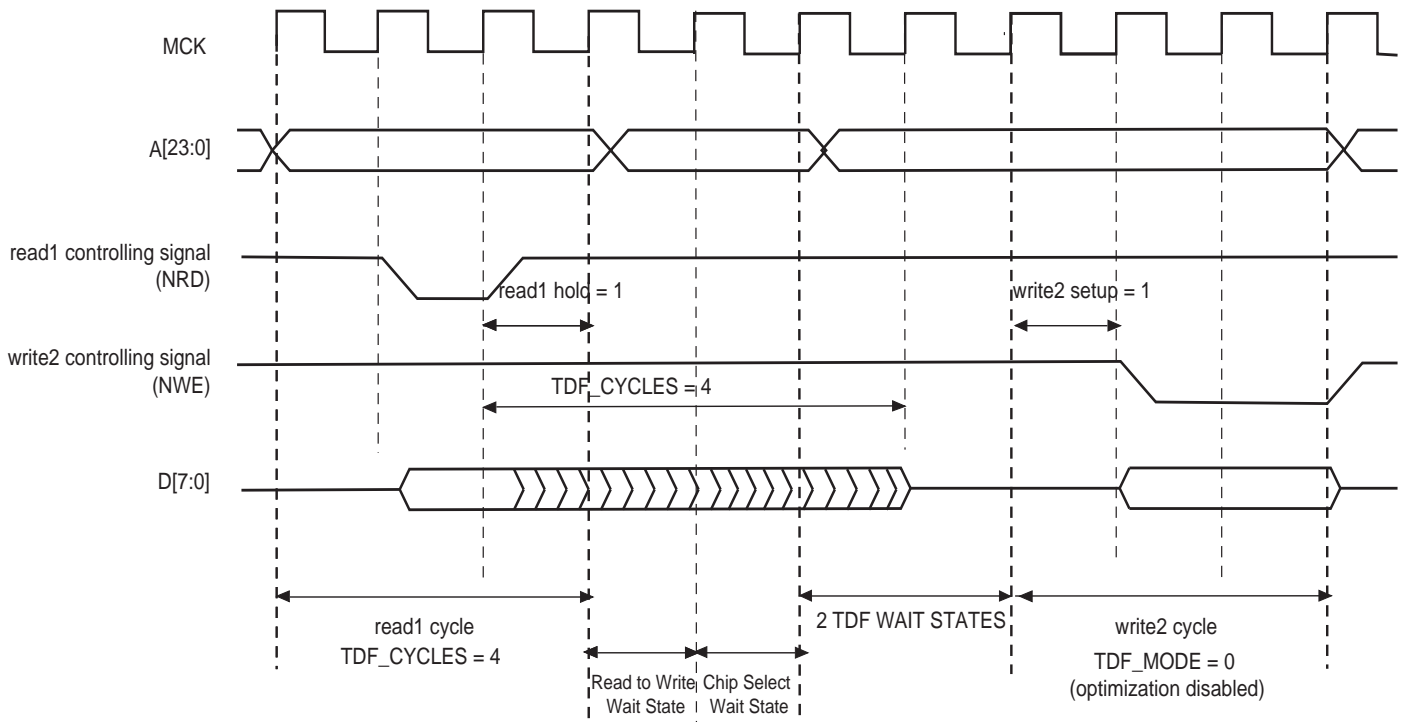 MCK
A[23:0]
read1 controlling signal
(NRD)
read1 hold = 1
write2 setup = 1
write2 controlling signal
(NWE)
TDF_CYCLES = 4
D[7:0]
2 TDF WAIT STATES
read1 cycle
TDF_CYCLES = 4
write2 cycle
TDF_MODE = 0
(optimization disabled)
Read to Write
Wait State
Chip Select
Wait State